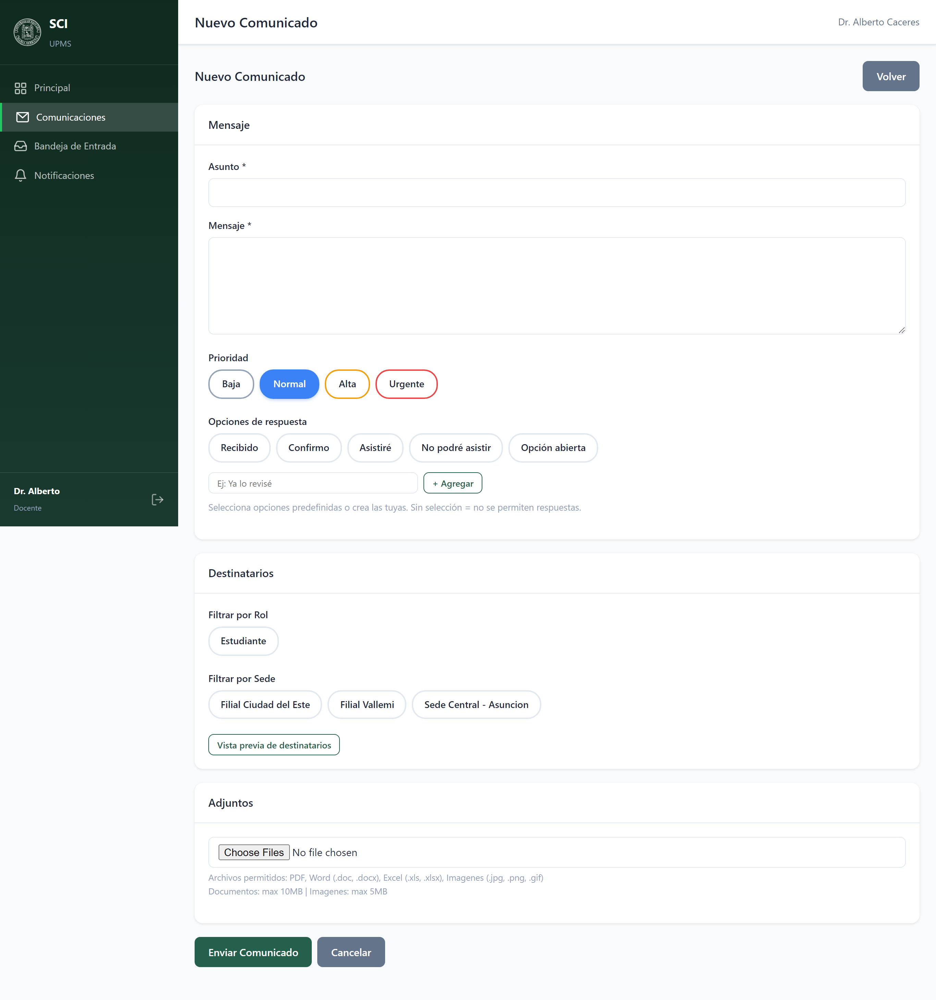 SCI
UPMS
Principal
Comunicaciones
Bandeja de Entrada
Notificaciones
Dr. Alberto
Docente
Nuevo Comunicado
Dr. Alberto Caceres
Nuevo Comunicado
Volver
Mensaje
Asunto *
Mensaje *
Prioridad
Baja
Normal
Alta
Urgente
Opciones de respuesta
Recibido
Confirmo
Asistiré
No podré asistir
Opción abierta
Ej: Ya lo revisé
+ Agregar
Selecciona opciones predefinidas o crea las tuyas. Sin selección = no se permiten respuestas.
Destinatarios
Filtrar por Rol
Estudiante
Filtrar por Sede
Filial Ciudad del Este
Filial Vallemi
Sede Central - Asuncion
Vista previa de destinatarios
Adjuntos
Choose Files No file chosen
Archivos permitidos: PDF, Word (.doc, .docx), Excel (.xls, .xlsx), Imagenes (.jpg, .png, .gif)
Documentos: max 10MB | Imagenes: max 5MB
Enviar Comunicado
Cancelar